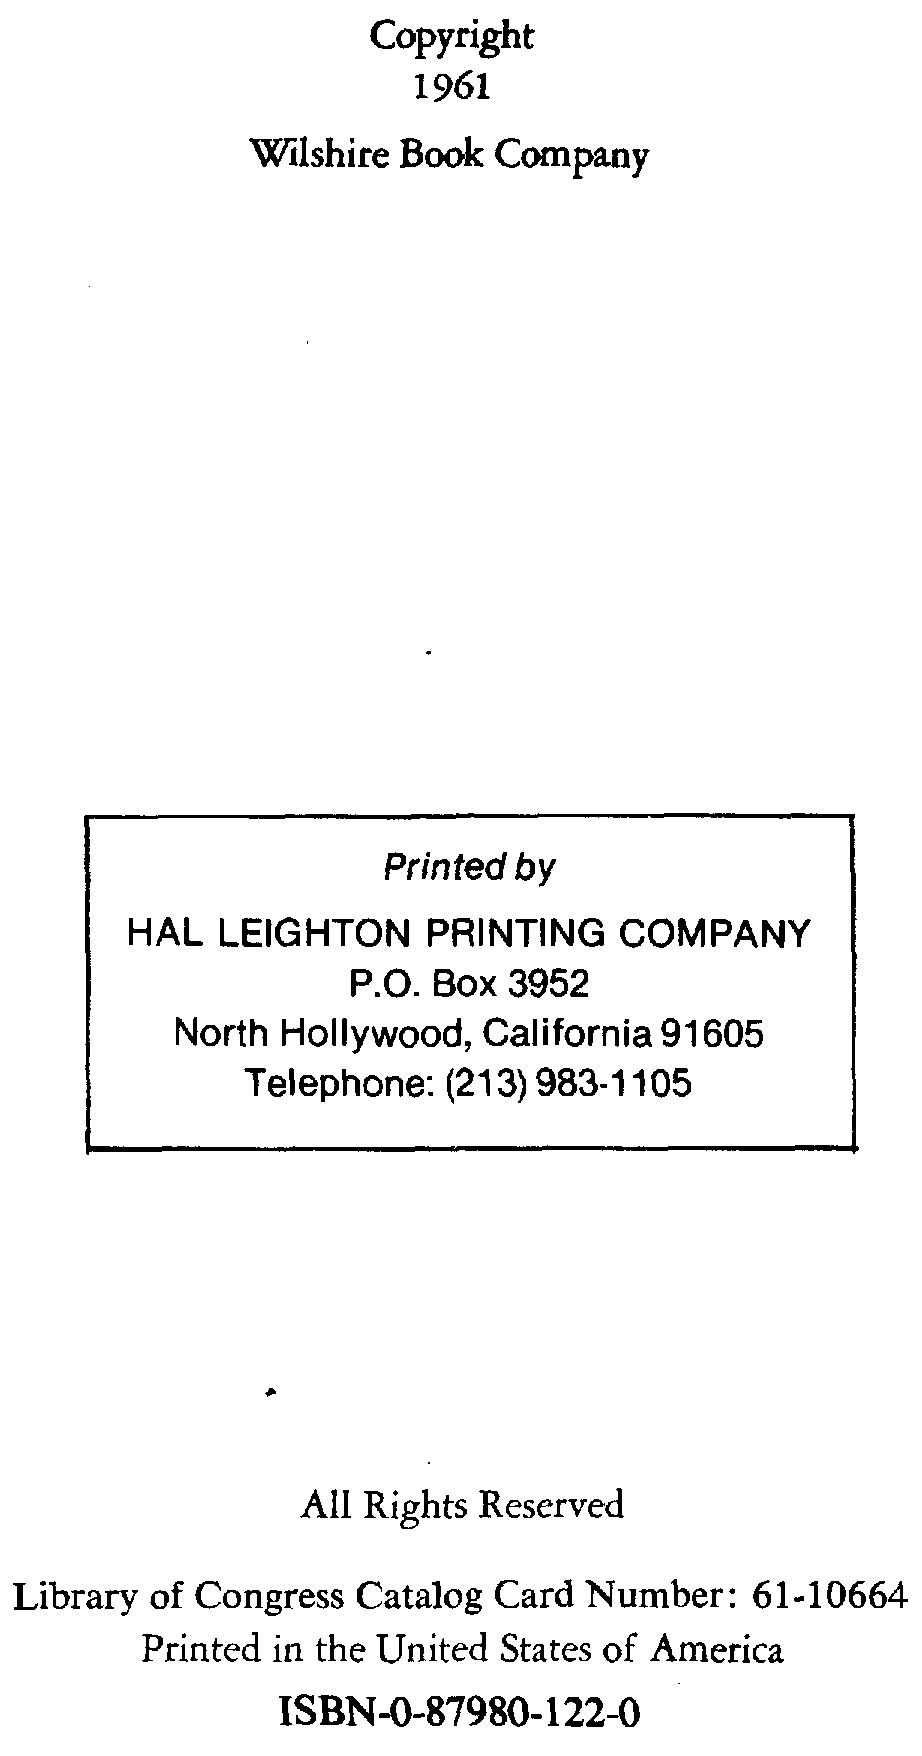 Copyright
1961
Wilshire Book Company
Printed by
HAL LEIGHTON PRINTING COMPANY
P.O. Box 3952
North Hollywood, California 91605
Telephone: (213) 983-1105
All Rights Reserved
Library of Congress Catalog Card Number: 61-10664
Printed in the United States of America
ISBN-0-87980-122-0